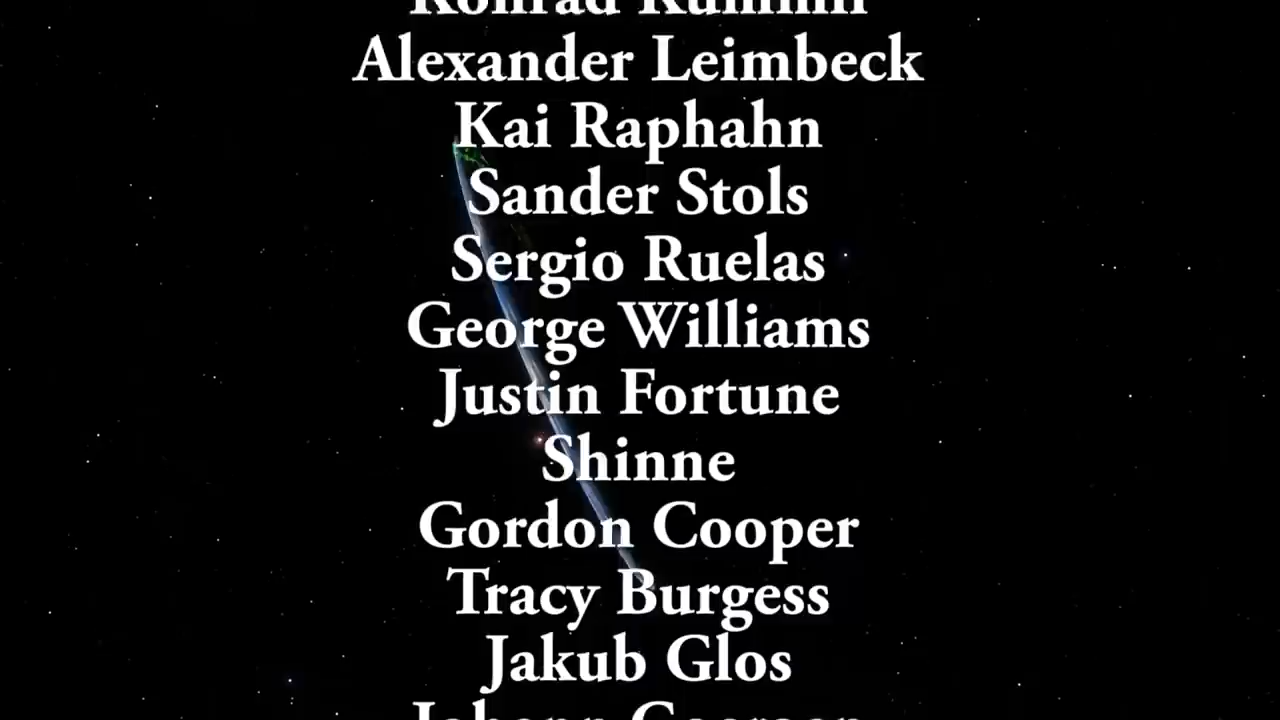 Alexander Leimbeck
Kai Raphahn
Sander Stols
Sergio Ruelas
George Williams
Justin Fortune
Shinne
Gordon Cooper
Tracy Burgess
Jakub Glos